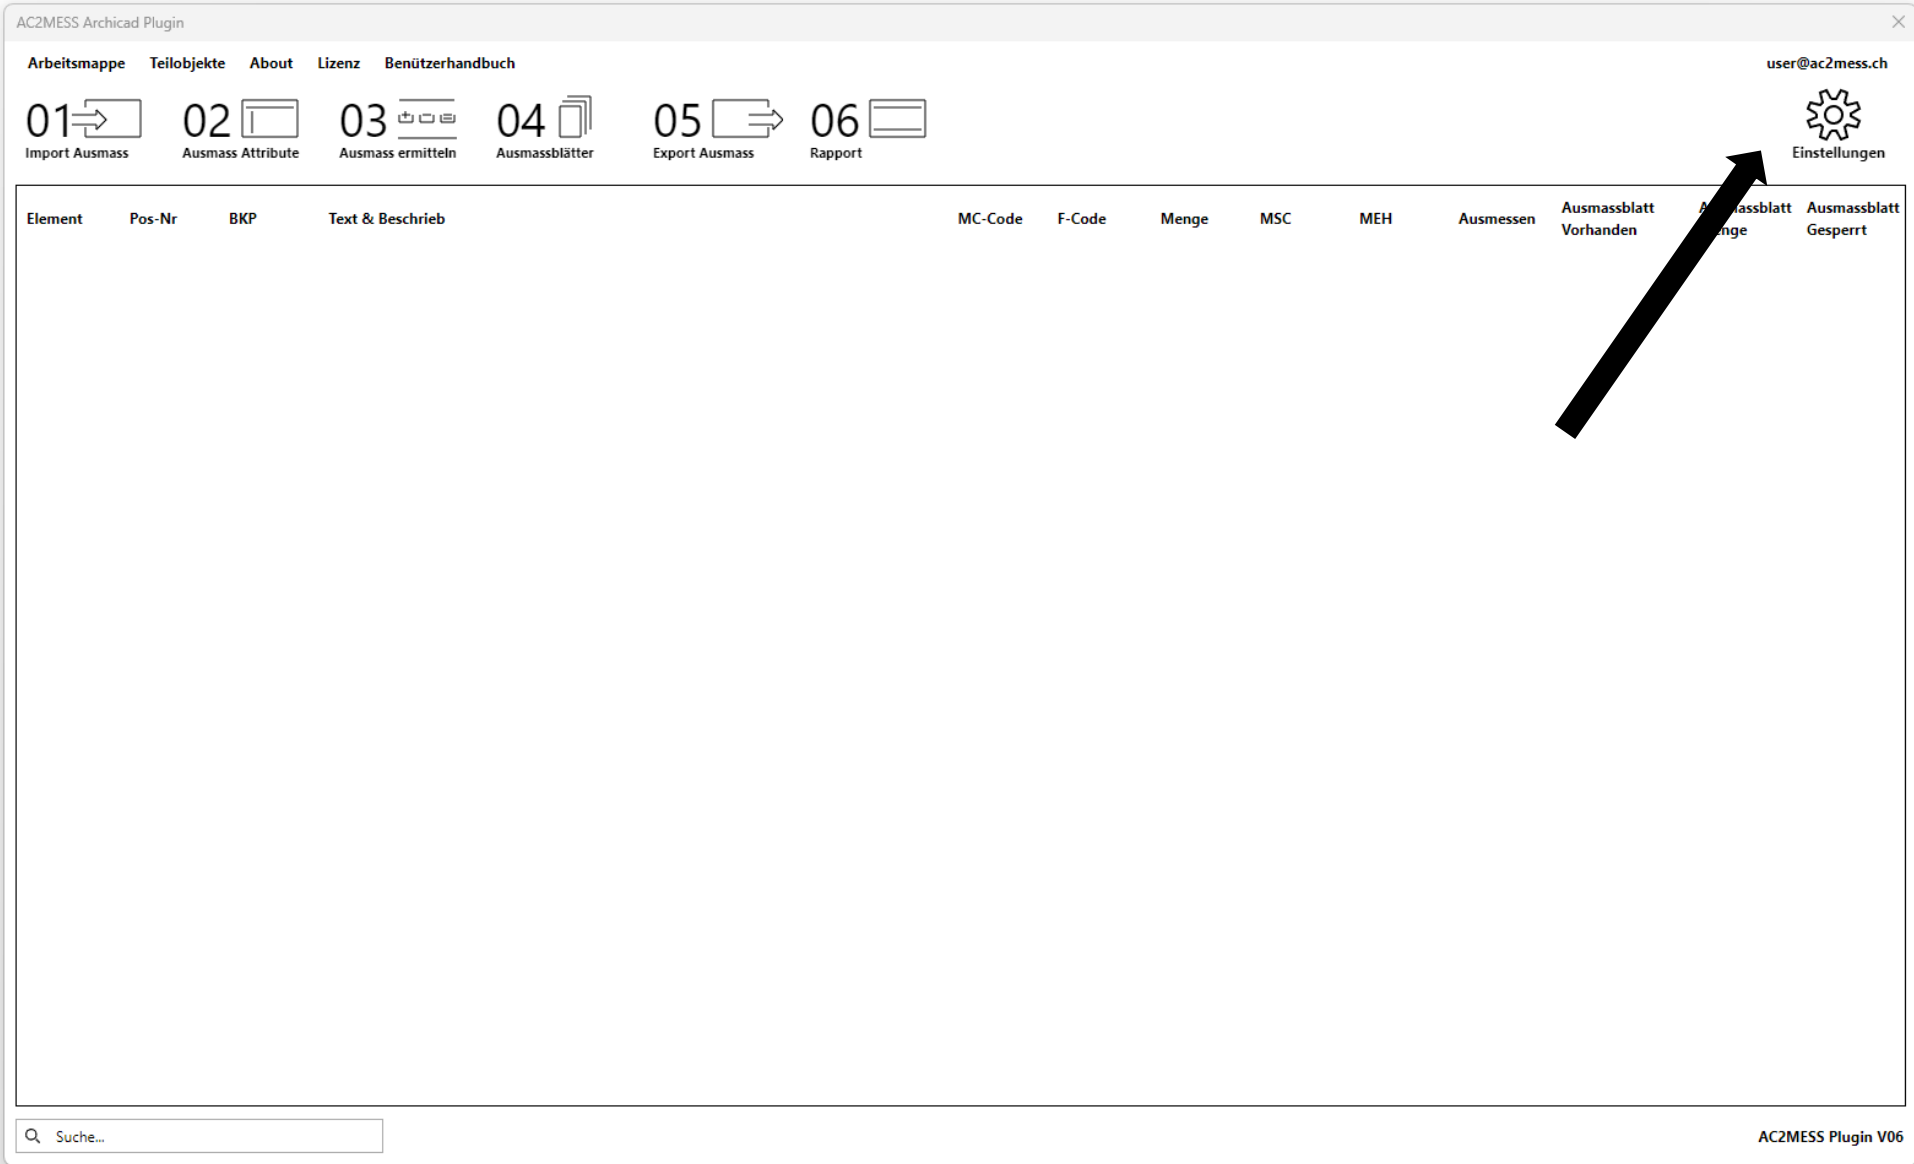 AC2MESS Archicad Plugin
Arbeitsmappe Teilobjekte About Lizenz Benützerhandbuch user@ac2mess.ch
01 02 03 04 05 06
Import Ausmass Ausmass Attribute Ausmass ermitteln Ausmassblätter Export Ausmass Rapport Einstellungen
Element Pos-Nr BKP Text & Beschrieb MC-Code F-Code Menge MSC MEH Ausmessen Ausmassblatt Ausmassblatt
Vorhanden Gesperrt
Suche...
AC2MESS Plugin V06